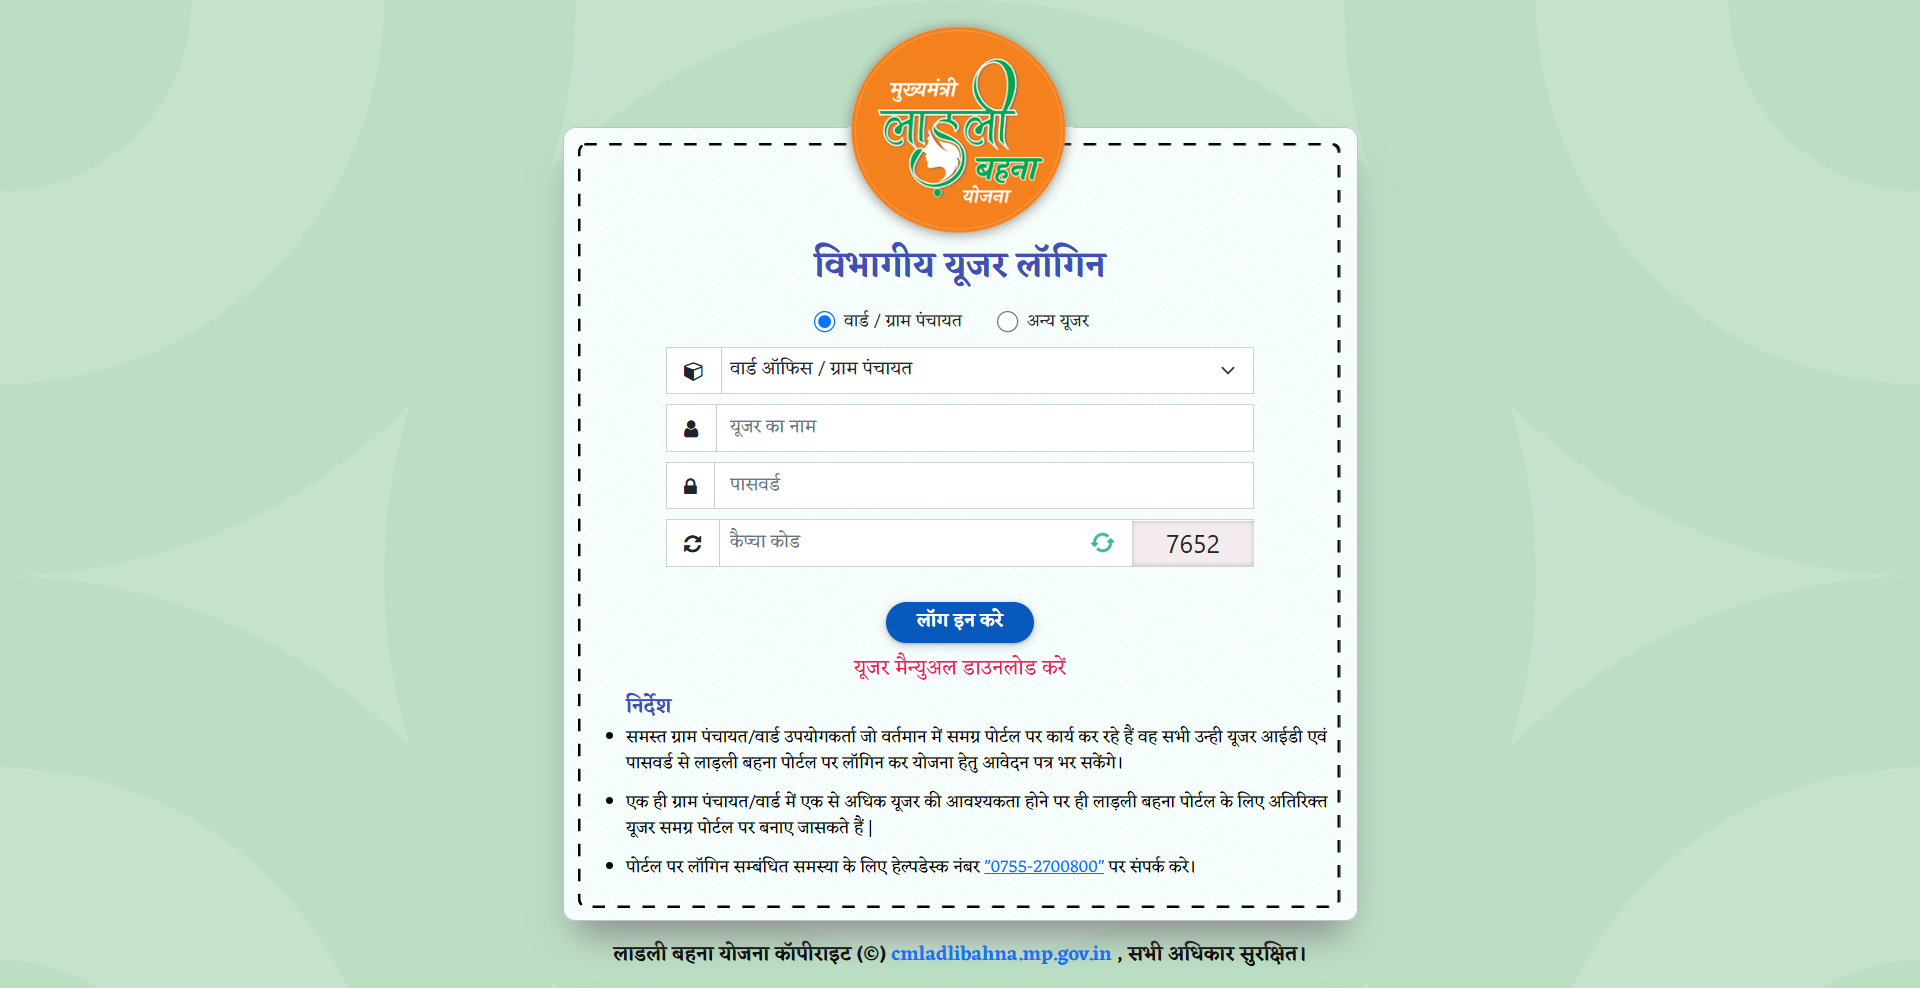 मुख्यमंत्री
लाड़ली
बहना
योजना
विभागीय यूजर लॉगिन
वार्ड / ग्राम पंचायत अन्य यूजर
वार्ड ऑफिस / ग्राम पंचायत
यूजर का नाम
पासवर्ड
कैप्चा कोड 7652
लॉग इन करे
यूजर मैन्युअल डाउनलोड करें
निर्देश
समस्त ग्राम पंचायत/वार्ड उपयोगकर्ता जो वर्तमान में समग्र पोर्टल पर कार्य कर रहे हैं वह सभी उन्ही यूजर आईडी एवं
पासवर्ड से लाड़ली बहना पोर्टल पर लॉगिन कर योजना हेतु आवेदन पत्र भर सकेंगे।
एक ही ग्राम पंचायत/वार्ड में एक से अधिक यूजर की आवश्यकता होने पर ही लाड़ली बहना पोर्टल के लिए अतिरिक्त
यूजर समग्र पोर्टल पर बनाए जासकते हैं |
पोर्टल पर लॉगिन सम्बंधित समस्या के लिए हेल्पडेस्क नंबर "0755-2700800" पर संपर्क करे।
लाडली बहना योजना कॉपीराइट (©) cmladlibahna.mp.gov.in , सभी अधिकार सुरक्षित।